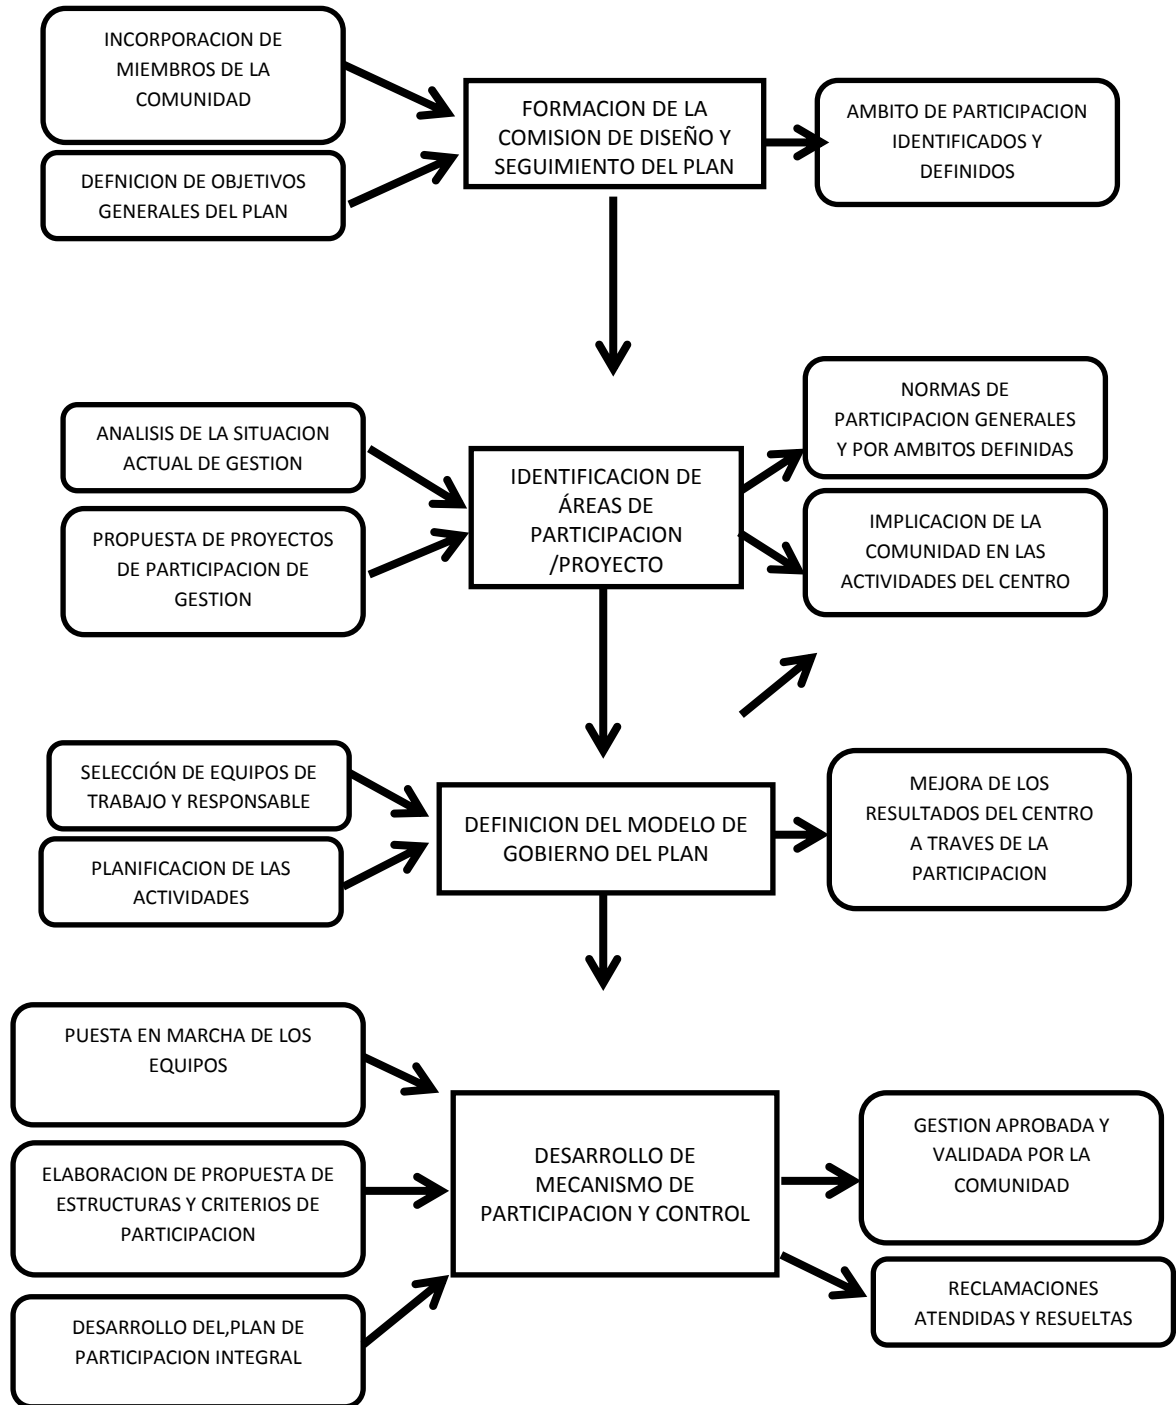 INCORPORACION DE
MIEMBROS DE LA
COMUNIDAD
DEFNICION DE OBJETIVOS
GENERALES DEL PLAN
FORMACION DE LA
COMISION DE DISEÑO Y
SEGUIMIENTO DEL PLAN
AMBITO DE PARTICIPACION
IDENTIFICADOS Y
DEFINIDOS
ANALISIS DE LA SITUACION
ACTUAL DE GESTION
PROPUESTA DE PROYECTOS
DE PARTICIPACION DE
GESTION
IDENTIFICACION DE
ÁREAS DE
PARTICIPACION
/PROYECTO
NORMAS DE
PARTICIPACION GENERALES
Y POR AMBITOS DEFINIDAS
IMPLICACION DE LA
COMUNIDAD EN LAS
ACTIVIDADES DEL CENTRO
SELECCIÓN DE EQUIPOS DE
TRABAJO Y RESPONSABLE
PLANIFICACION DE LAS
ACTIVIDADES
DEFINICION DEL MODELO DE
GOBIERNO DEL PLAN
MEJORA DE LOS
RESULTADOS DEL CENTRO
A TRAVES DE LA
PARTICIPACION
PUESTA EN MARCHA DE LOS
EQUIPOS
ELABORACION DE PROPUESTA DE
ESTRUCTURAS Y CRITERIOS DE
PARTICIPACION
DESARROLLO DEL,PLAN DE
PARTICIPACION INTEGRAL
DESARROLLO DE
MECANISMO DE
PARTICIPACION Y CONTROL
GESTION APROBADA Y
VALIDADA POR LA
COMUNIDAD
RECLAMACIONES
ATENDIDAS Y RESUELTAS